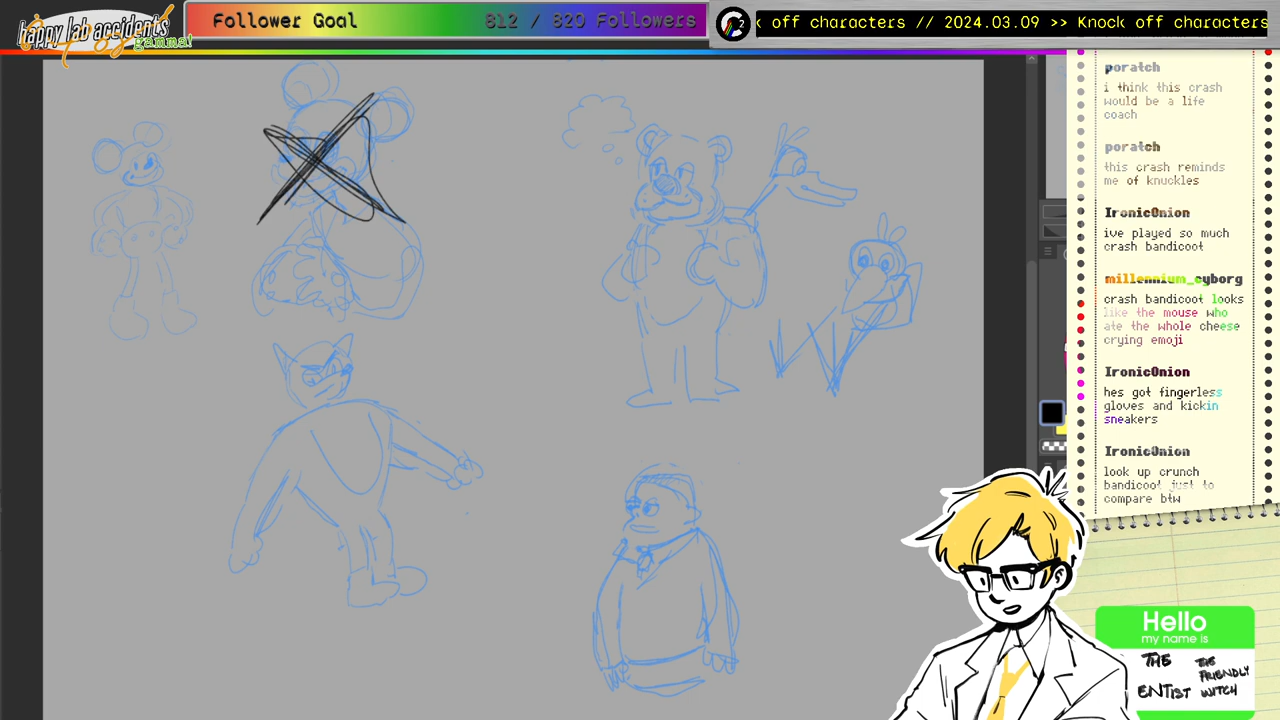 happy lab accidents
gamma!
Follower Goal
812 / 820 Followers
off characters // 2024.03.09 >> Knock off characters
poratch
i think this crash
would be a life
coach
poratch
this crash reminds
me of knuckles
IronicOnion
ive played so much
crash bandicoot
millennium_cyborg
crash bandicoot looks
like the mouse who
ate the whole cheese
crying emoji
IronicOnion
hes got fingerless
gloves and kickin
sneakers
IronicOnion
look up crunch
bandicoot just to
compare btw
Hello
my name is
THE
ENTIST
THE
FRIENDLY
WITCH